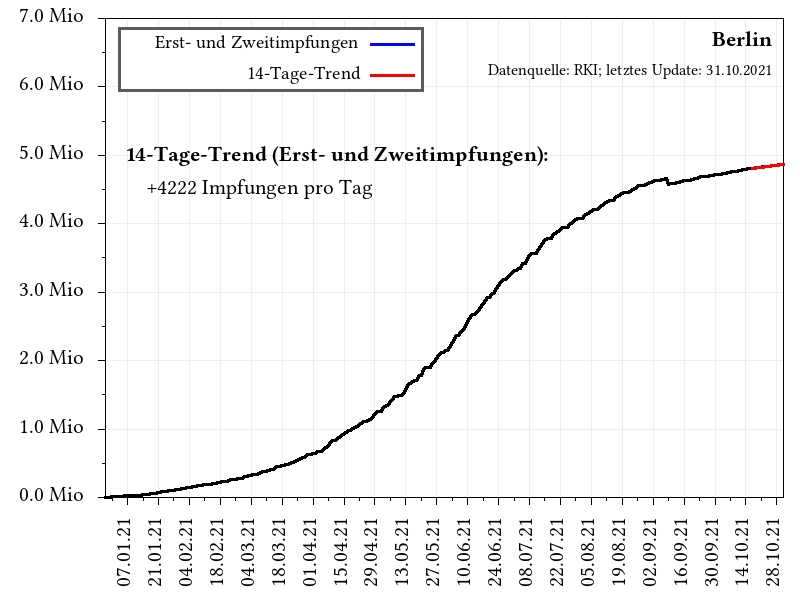 7.0 Mio
6.0 Mio
5.0 Mio
4.0 Mio
3.0 Mio
2.0 Mio
1.0 Mio
0.0 Mio
Erst- und Zweitimpfungen
14-Tage-Trend
Berlin
Datenquelle: RKI; letztes Update: 31.10.2021
14-Tage-Trend (Erst- und Zweitimpfungen):
+4222 Impfungen pro Tag
07.01.21
21.01.21
04.02.21
18.02.21
04.03.21
18.03.21
01.04.21
15.04.21
29.04.21
13.05.21
27.05.21
10.06.21
24.06.21
08.07.21
22.07.21
05.08.21
19.08.21
02.09.21
16.09.21
30.09.21
14.10.21
28.10.21